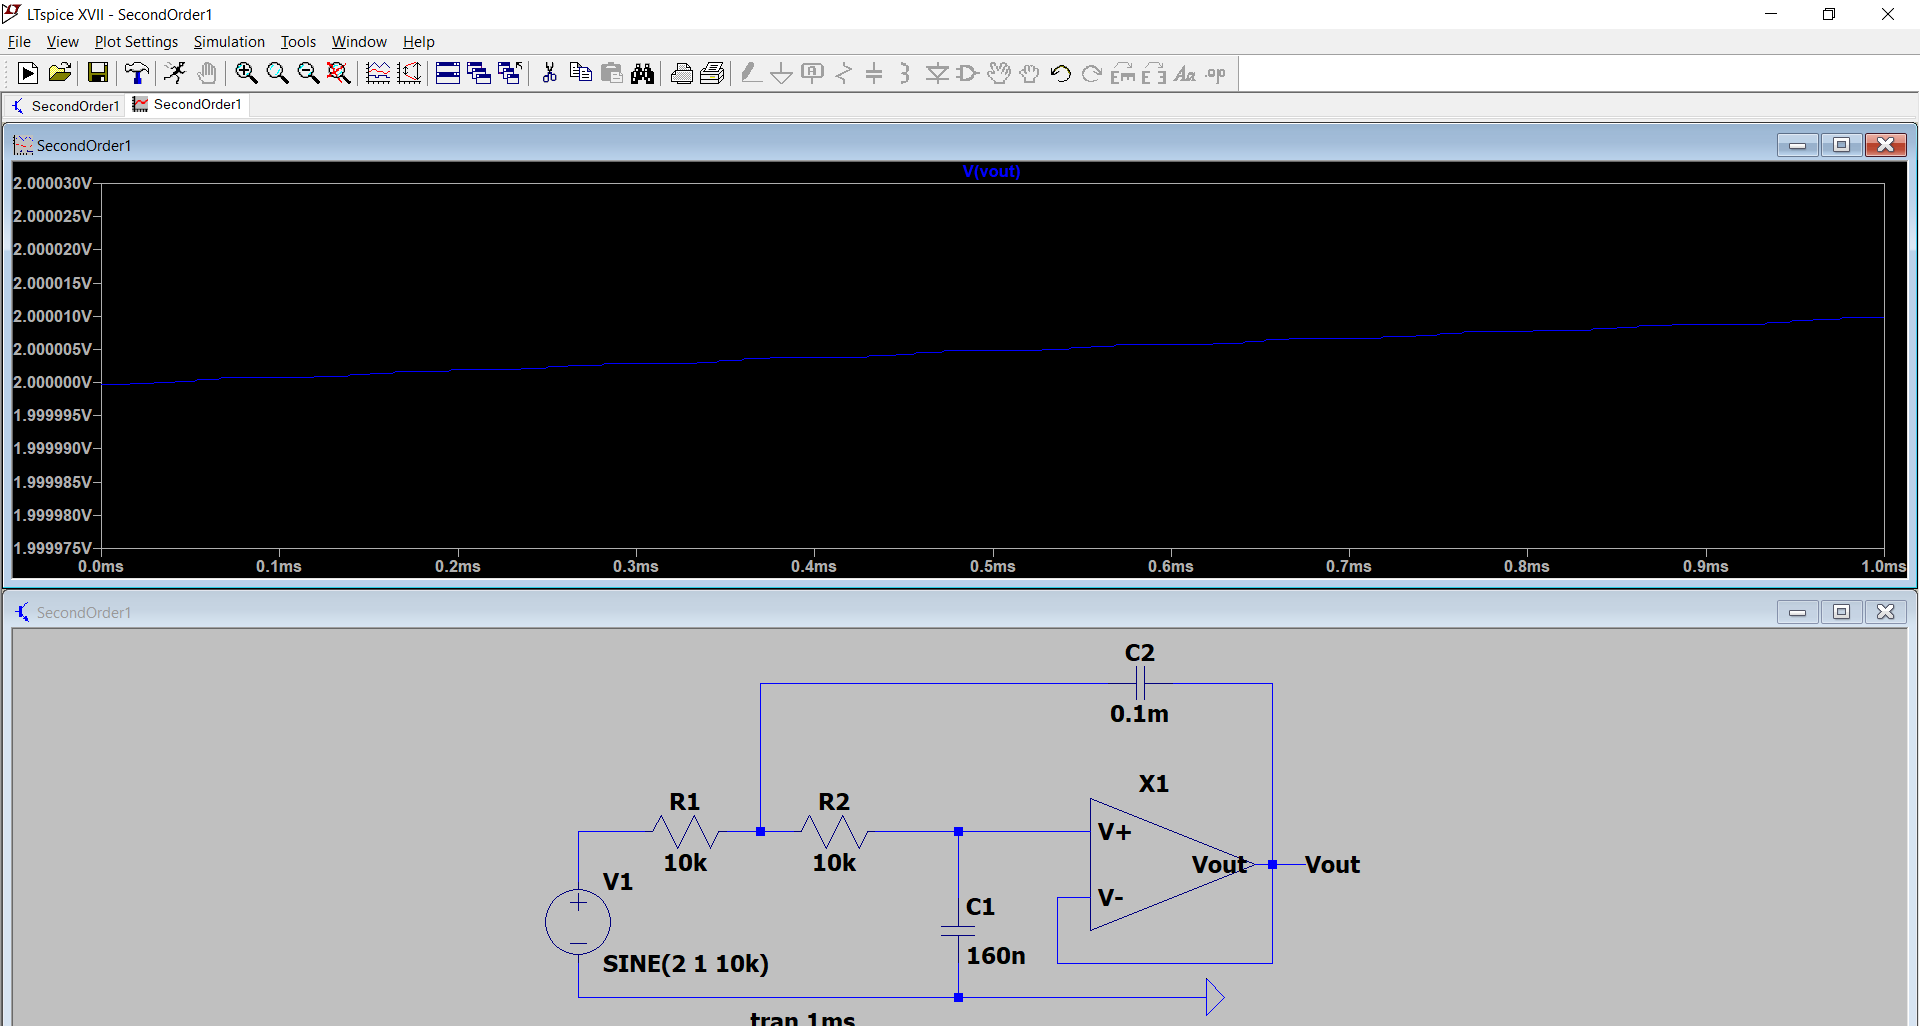 LTspice XVII - SecondOrder1
File View Plot Settings Simulation Tools Window Help
Aa .op
SecondOrder1 SecondOrder1
SecondOrder1
V(vout)
2.000030V
2.000025V
2.000020V
2.000015V
2.000010V
2.000005V
2.000000V
1.999995V
1.999990V
1.999985V
1.999980V
1.999975V
0.0ms 0.1ms 0.2ms 0.3ms 0.4ms 0.5ms 0.6ms 0.7ms 0.8ms 0.9ms 1.0ms
SecondOrder1
C2
0.1m
X1
R1 R2
V+
10k 10k
Vout Vout
V1
V-
C1
160n
SINE(2 1 10k)
tran 1ms